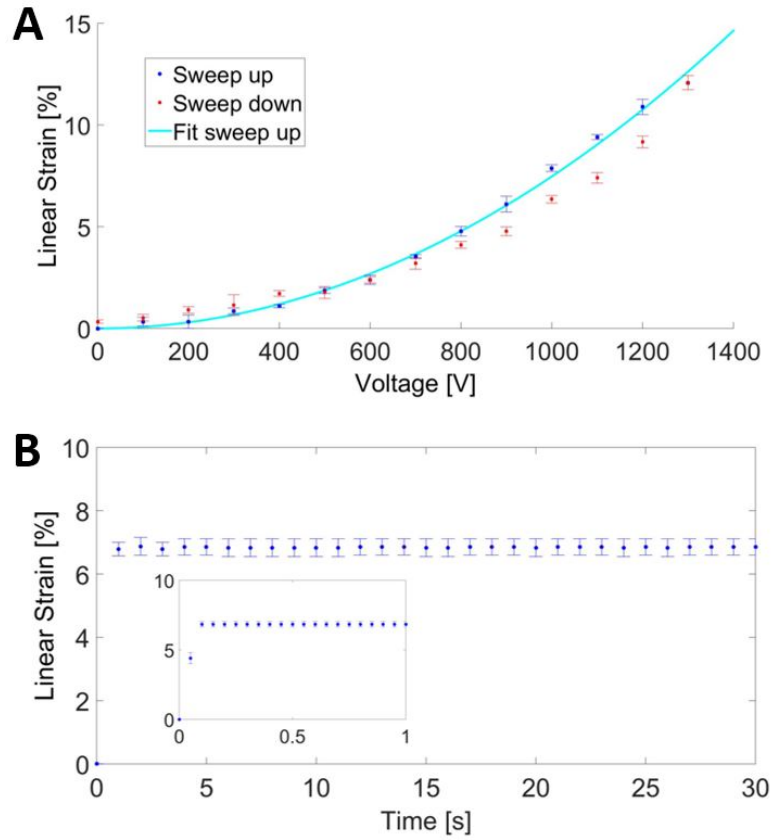 A
15
10
5
0
Linear Strain [%]
Sweep up
Sweep down
Fit sweep up
0 200 400 600 800 1000 1200 1400
Voltage [V]
B
10
8
6
4
2
0
Linear Strain [%]
10
5
0
0 0.5 1
0 5 10 15 20 25 30
Time [s]